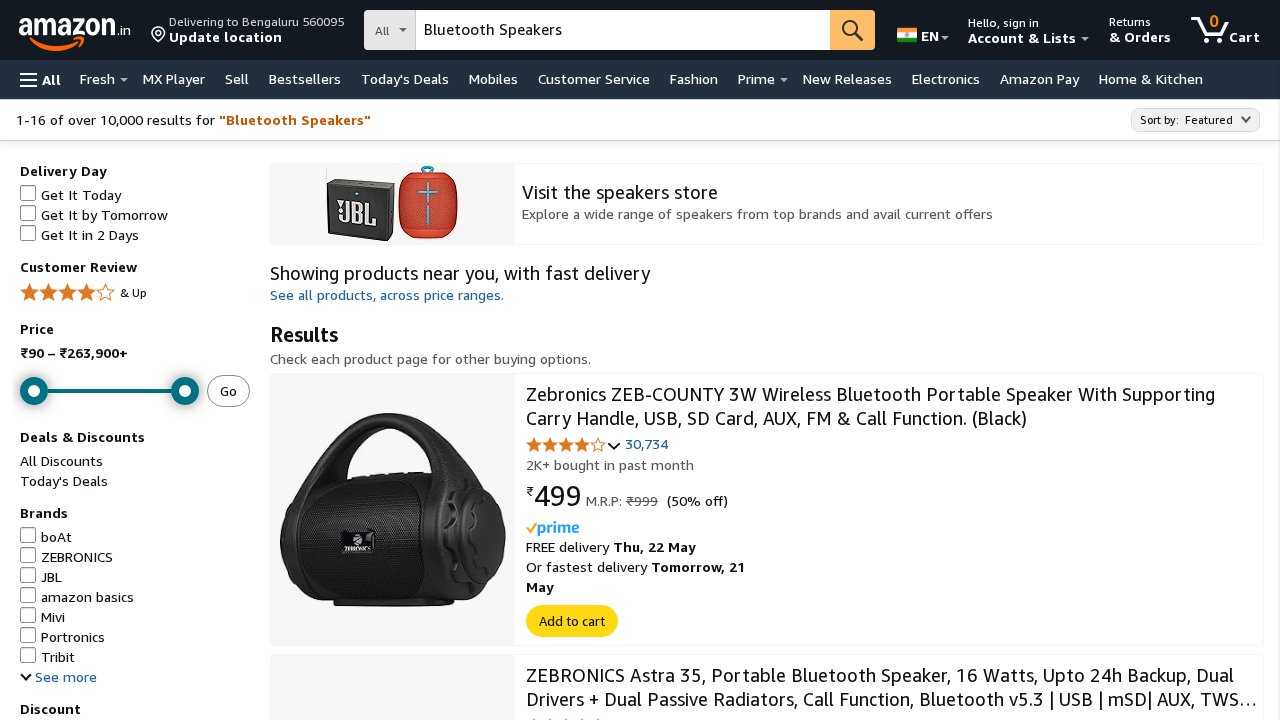 amazon.in
Delivering to Bengaluru 560095
Update location
All
Bluetooth Speakers
EN
Hello, sign in
Account & Lists
Returns
& Orders
0
Cart
All
Fresh
MX Player
Sell
Bestsellers
Today's Deals
Mobiles
Customer Service
Fashion
Prime
New Releases
Electronics
Amazon Pay
Home & Kitchen
1-16 of over 10,000 results for "Bluetooth Speakers"
Sort by: Featured
Delivery Day
Get It Today
Get It by Tomorrow
Get It in 2 Days
Customer Review
& Up
Price
₹90 – ₹263,900+
Go
Deals & Discounts
All Discounts
Today's Deals
Brands
boAt
ZEBRONICS
JBL
amazon basics
Mivi
Portronics
Tribit
See more
Discount
JBL
Visit the speakers store
Explore a wide range of speakers from top brands and avail current offers
Showing products near you, with fast delivery
See all products, across price ranges.
Results
Check each product page for other buying options.
ZEBRONICS
Zebronics ZEB-COUNTY 3W Wireless Bluetooth Portable Speaker With Supporting
Carry Handle, USB, SD Card, AUX, FM & Call Function. (Black)
30,734
2K+ bought in past month
₹499 M.R.P: ₹999 (50% off)
prime
FREE delivery Thu, 22 May
Or fastest delivery Tomorrow, 21
May
Add to cart
ZEBRONICS Astra 35, Portable Bluetooth Speaker, 16 Watts, Upto 24h Backup, Dual
Drivers + Dual Passive Radiators, Call Function, Bluetooth v5.3 | USB | mSD| AUX, TWS...